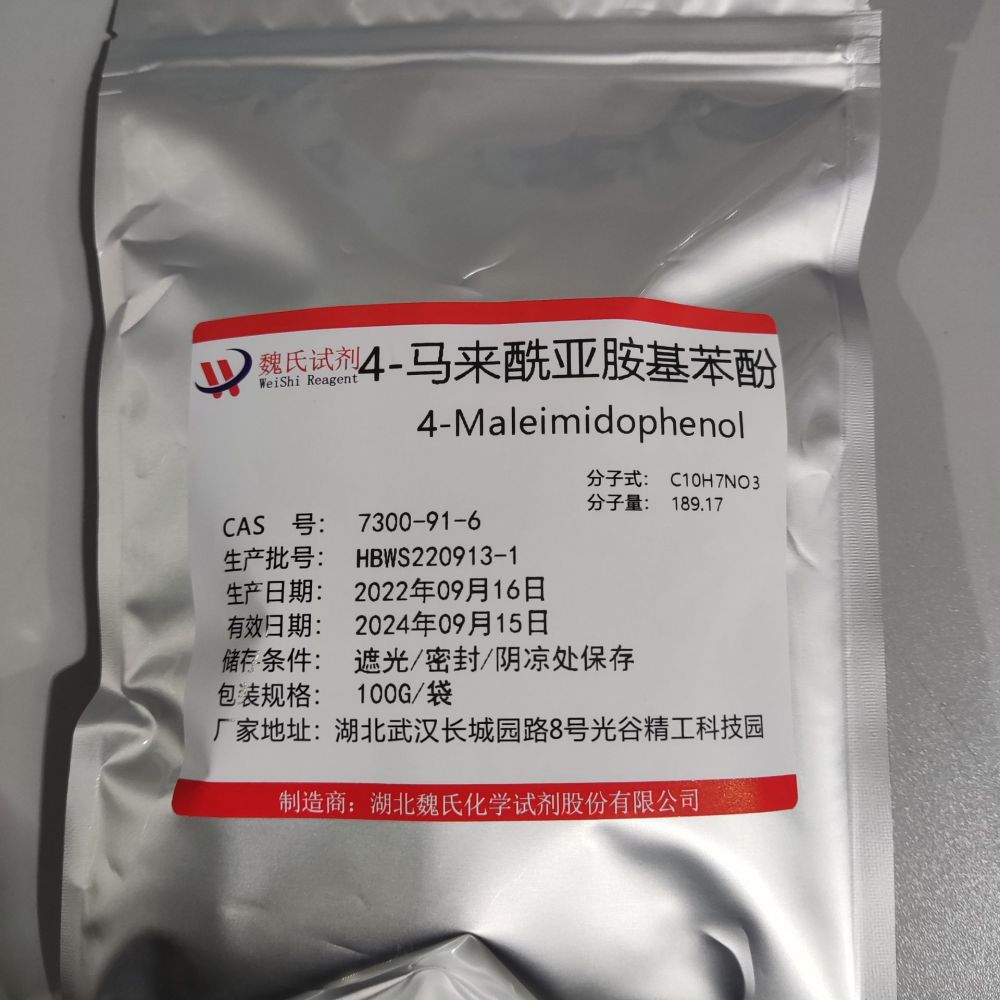 魏氏试剂
WeiShi Reagent
4-马来酰亚胺基苯酚
4-Maleimidophenol
分子式： C10H7NO3
分子量： 189.17
CAS 号： 7300-91-6
生产批号： HBWS220913-1
生产日期： 2022年09月16日
有效日期： 2024年09月15日
储存条件： 遮光/密封/阴凉处保存
包装规格： 100G/袋
厂家地址：湖北武汉长城园路8号光谷精工科技园
制造商：湖北魏氏化学试剂股份有限公司